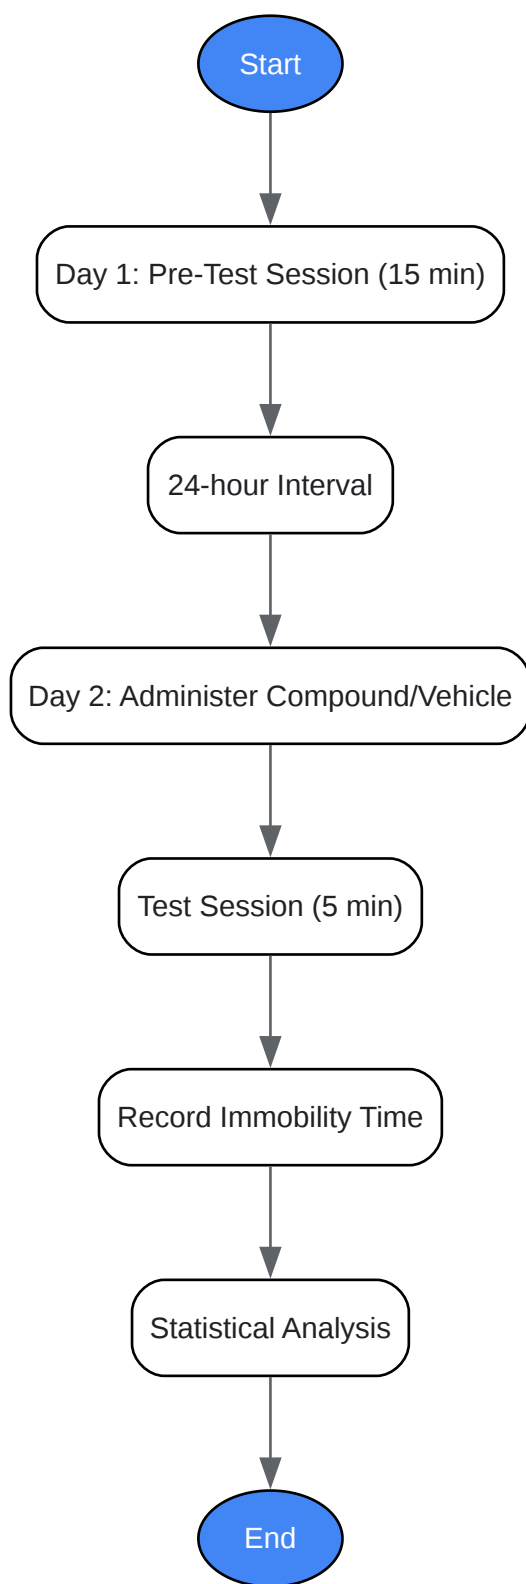 Start
Day 1: Pre-Test Session (15 min)
24-hour Interval
Day 2: Administer Compound/Vehicle
Test Session (5 min)
Record Immobility Time
Statistical Analysis
End